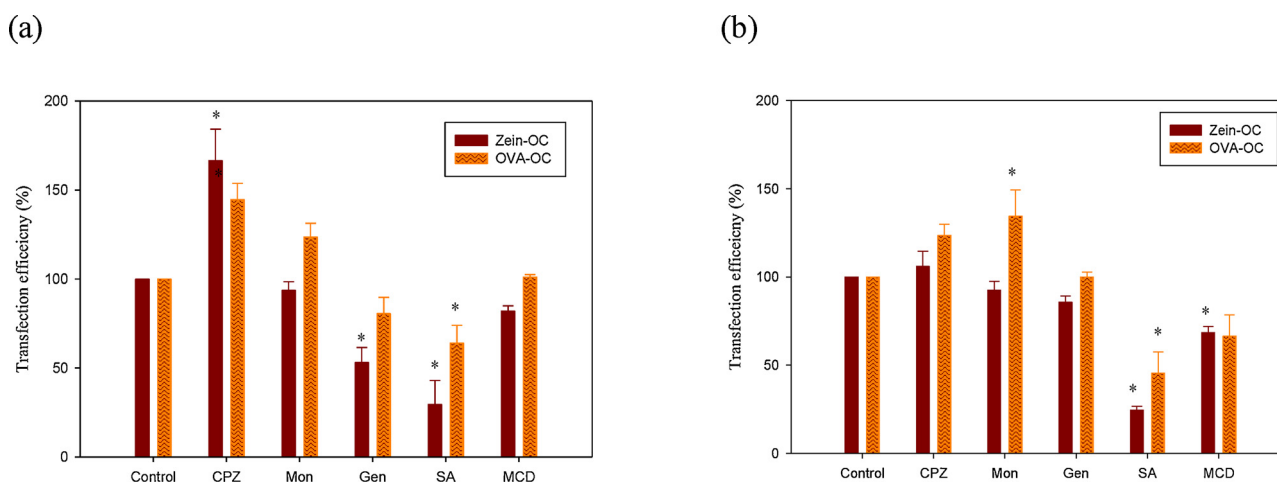 (a)
200
150
100
50
0
Transfection efficeicny (%)
*
*
*
*
*
Zein-OC
OVA-OC
Control CPZ Mon Gen SA MCD
(b)
200
150
100
50
0
Transfection efficeicny (%)
*
*
*
*
Zein-OC
OVA-OC
Control CPZ Mon Gen SA MCD